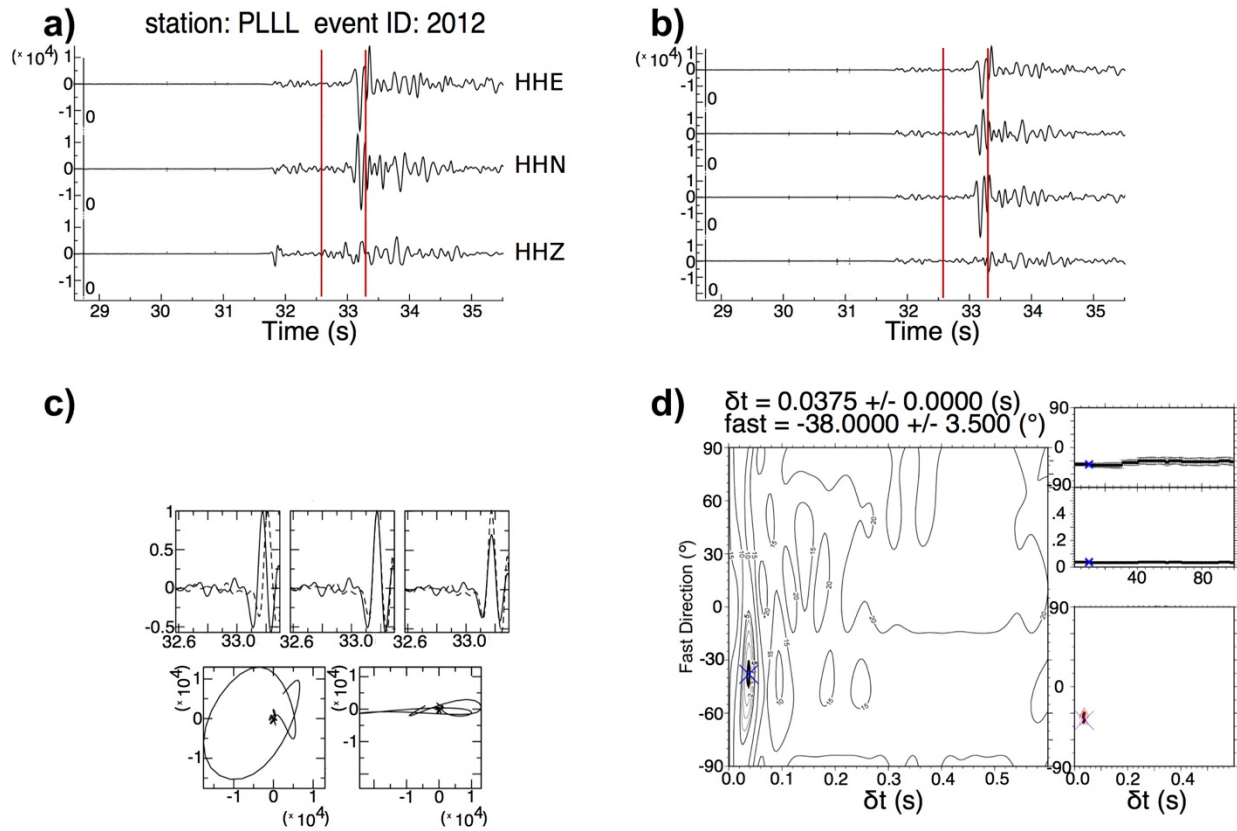 a) station: PLLL event ID: 2012
(× 10⁴)
1
0
-1
0
HHE
1
0
-1
0
HHN
1
0
-1
0
HHZ
29 30 31 32 33 34 35
Time (s)
b)
(× 10⁴)
1
0
-1
0
1
0
1
0
1
0
-1
0
1
0
-1
0
29 30 31 32 33 34 35
Time (s)
c)
1
0.5
0
-0.5
32.6 33.0 32.6 33.0 32.6 33.0
(× 10⁴)
1
0
-1
-1 0 1
(× 10⁴)
(× 10⁴)
1
0
-1
-1 0 1
(× 10⁴)
d)
δt = 0.0375 +/- 0.0000 (s)
fast = -38.0000 +/- 3.500 (°)
Fast Direction (°)
90
60
30
0
-30
-60
-90
0.0 0.1 0.2 0.3 0.4 0.5
δt (s)
90
0
-90
.4
.2
0
40 80
90
0
-90
0.0 0.2 0.4
δt (s)